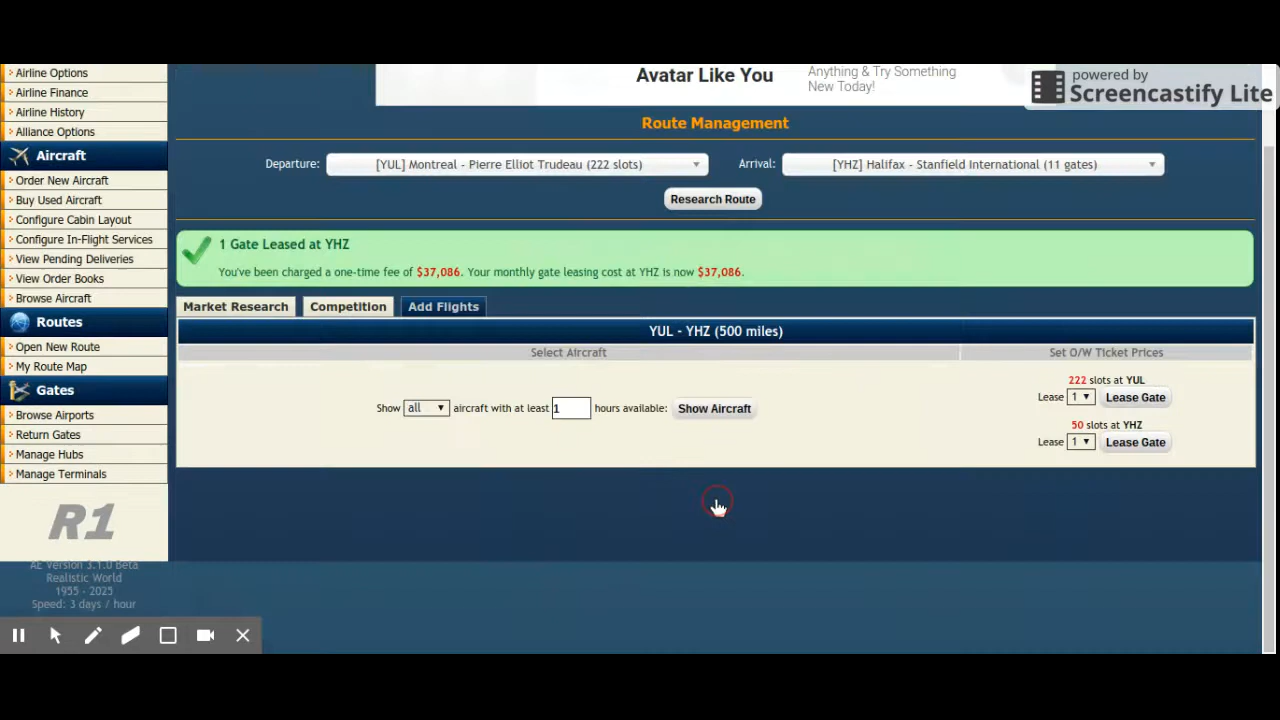 Airline Options
Airline Finance
Airline History
Alliance Options
Aircraft
Order New Aircraft
Buy Used Aircraft
Configure Cabin Layout
Configure In-Flight Services
View Pending Deliveries
View Order Books
Browse Aircraft
Routes
Open New Route
My Route Map
Gates
Browse Airports
Return Gates
Manage Hubs
Manage Terminals
R1
AE Version 3.1.0 Beta
Realistic World
1955 - 2025
Speed: 3 days / hour
Avatar Like You
Anything & Try Something
New Today!
powered by
Screencastify Lite
Route Management
Departure: [YUL] Montreal - Pierre Elliot Trudeau (222 slots) Arrival: [YHZ] Halifax - Stanfield International (11 gates)
Research Route
1 Gate Leased at YHZ
You've been charged a one-time fee of $37,086. Your monthly gate leasing cost at YHZ is now $37,086.
Market Research Competition Add Flights
YUL - YHZ (500 miles)
Select Aircraft Set O/W Ticket Prices
Show all aircraft with at least 1 hours available: Show Aircraft
222 slots at YUL
Lease 1 Lease Gate
50 slots at YHZ
Lease 1 Lease Gate